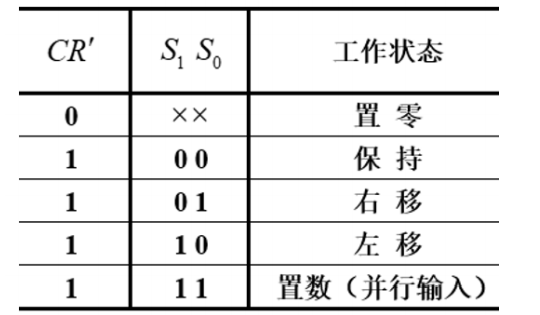 CR′ S₁ S₀ 工作状态
0 ×× 置 零
1 0 0 保 持
1 0 1 右 移
1 1 0 左 移
1 1 1 置数（并行输入）